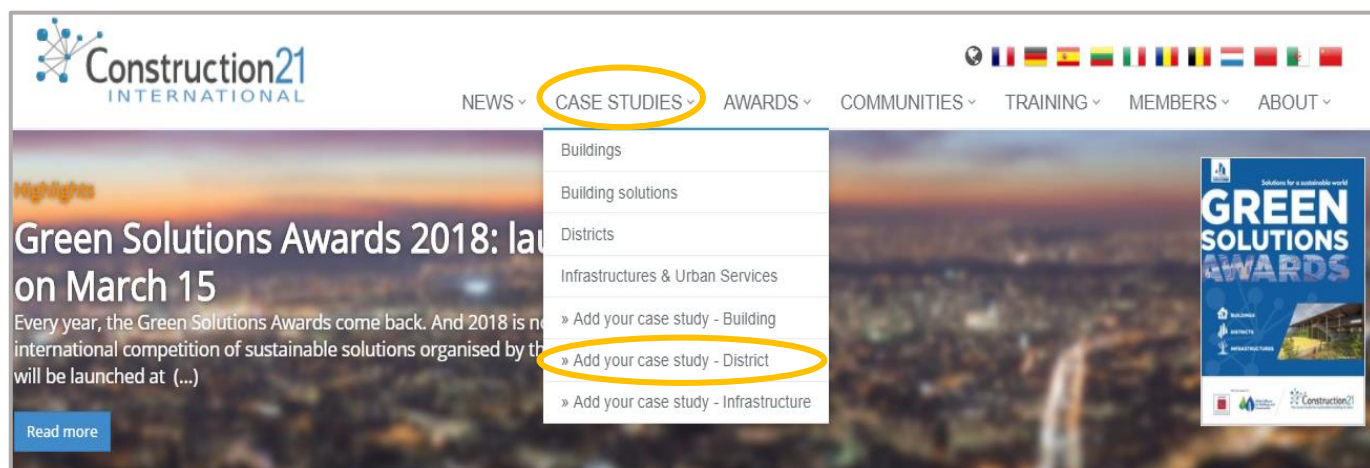 Construction21
INTERNATIONAL
NEWS
CASE STUDIES
AWARDS
COMMUNITIES
TRAINING
MEMBERS
ABOUT
Buildings
Building solutions
Districts
Infrastructures & Urban Services
» Add your case study - Building
» Add your case study - District
» Add your case study - Infrastructure
Highlights
Green Solutions Awards 2018: lau
on March 15
Every year, the Green Solutions Awards come back. And 2018 is no
international competition of sustainable solutions organised by th
will be launched at (...)
Read more
Solutions for a sustainable world
GREEN
SOLUTIONS
AWARDS
BUILDINGS
DISTRICTS
INFRASTRUCTURES
Construction21